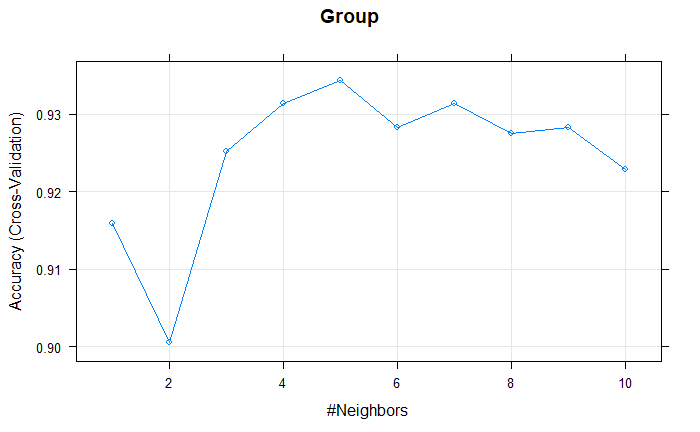 Group
Accuracy (Cross-Validation)
0.93
0.92
0.91
0.90
2 4 6 8 10
#Neighbors